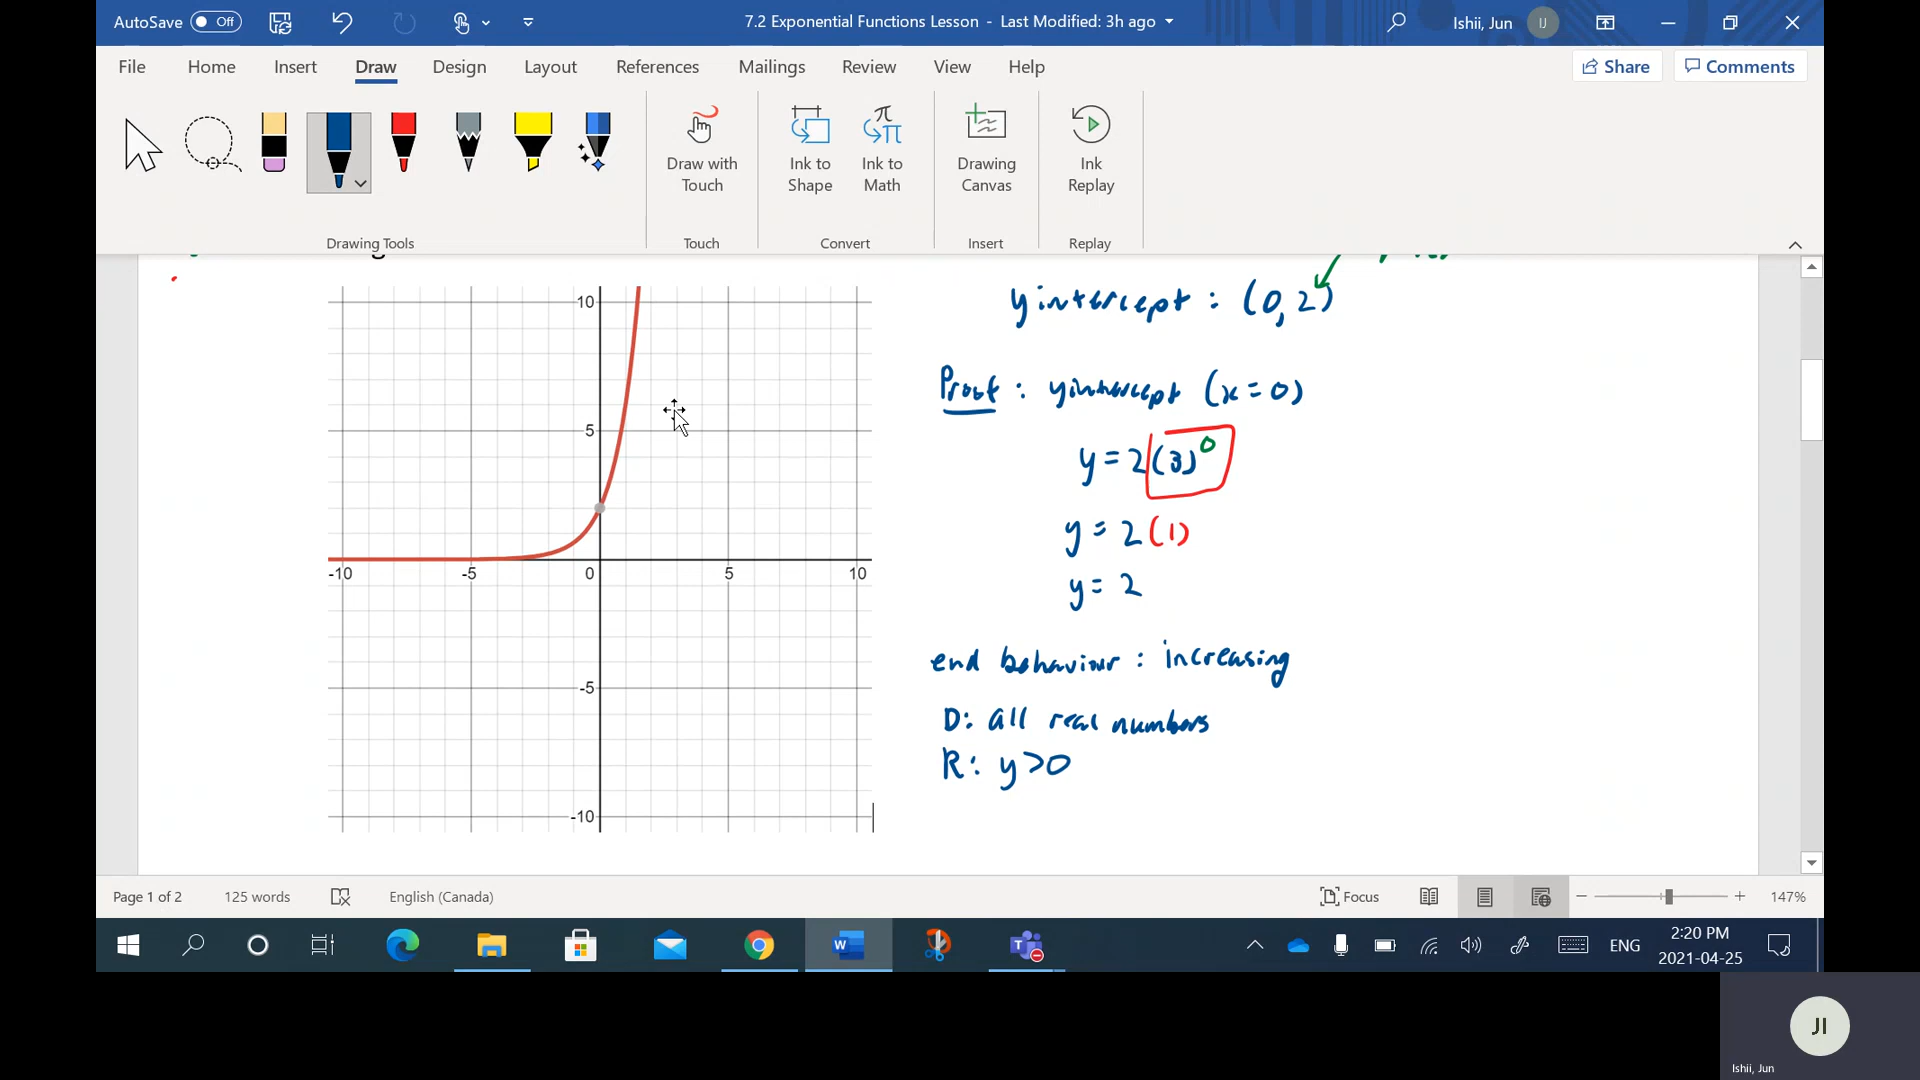 AutoSave Off 7.2 Exponential Functions Lesson - Last Modified: 3h ago Ishii, Jun IJ
File Home Insert Draw Design Layout References Mailings Review View Help Share Comments
Draw with Touch
Ink to Shape
Ink to Math
Drawing Canvas
Ink Replay
Drawing Tools Touch Convert Insert Replay
10
5
-10 -5 0 5 10
-5
-10
y intercept : (0, 2)
Proof : y intercept (x = 0)
y = 2(3)^0
y = 2(1)
y = 2
end behaviour : increasing
D: all real numbers
R: y > 0
Page 1 of 2 125 words English (Canada) Focus 147%
W ENG 2:20 PM
2021-04-25
JI
Ishii, Jun